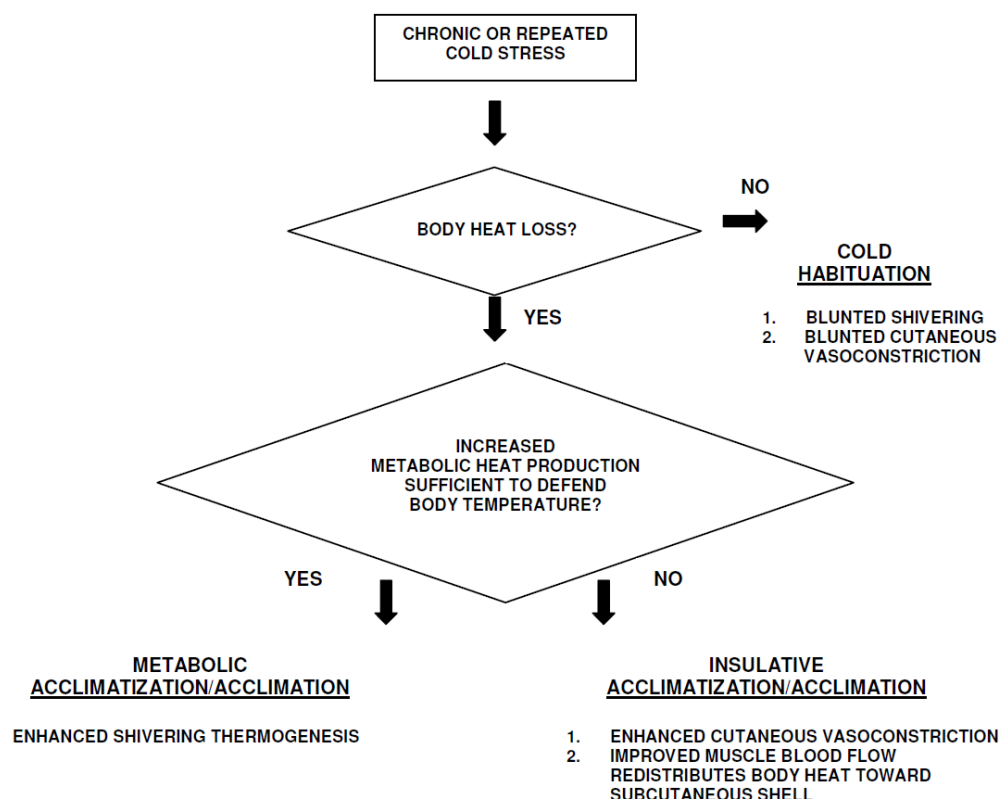 CHRONIC OR REPEATED
COLD STRESS
NO
BODY HEAT LOSS?
COLD
HABITUATION
YES
1. BLUNTED SHIVERING
2. BLUNTED CUTANEOUS
VASOCONSTRICTION
INCREASED
METABOLIC HEAT PRODUCTION
SUFFICIENT TO DEFEND
BODY TEMPERATURE?
YES
NO
METABOLIC
ACCLIMATIZATION/ACCLIMATION
ENHANCED SHIVERING THERMOGENESIS
INSULATIVE
ACCLIMATIZATION/ACCLIMATION
1. ENHANCED CUTANEOUS VASOCONSTRICTION
2. IMPROVED MUSCLE BLOOD FLOW
REDISTRIBUTES BODY HEAT TOWARD
SUBCUTANEOUS SHELL